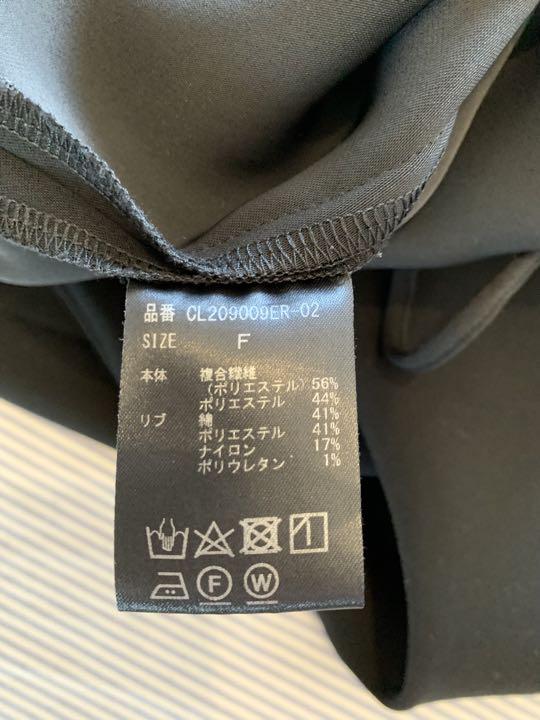 品番 CL209009ER-02
SIZE F
本体 複合繊維
(ポリエステル) 56%
ポリエステル 44%
リブ 綿 41%
ポリエステル 41%
ナイロン 17%
ポリウレタン 1%
F W